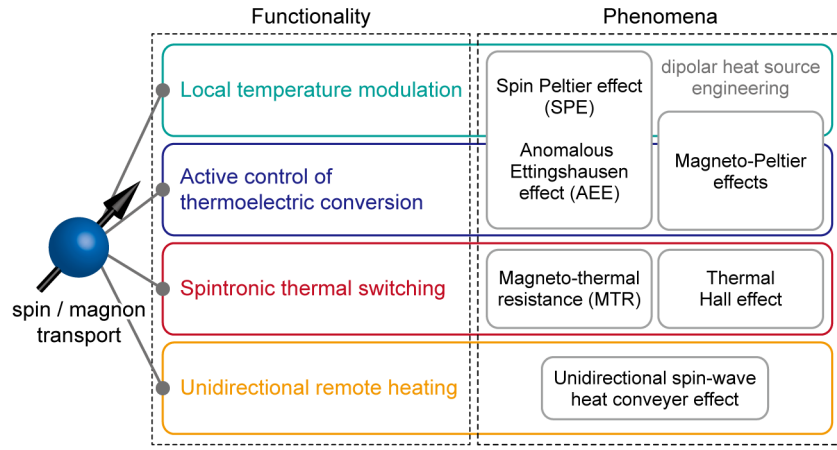 Functionality
Phenomena
Local temperature modulation
Spin Peltier effect
(SPE)
dipolar heat source
engineering
Active control of
thermoelectric conversion
Anomalous
Ettingshausen
effect (AEE)
Magneto-Peltier
effects
spin / magnon
transport
Spintronic thermal switching
Magneto-thermal
resistance (MTR)
Thermal
Hall effect
Unidirectional remote heating
Unidirectional spin-wave
heat conveyer effect